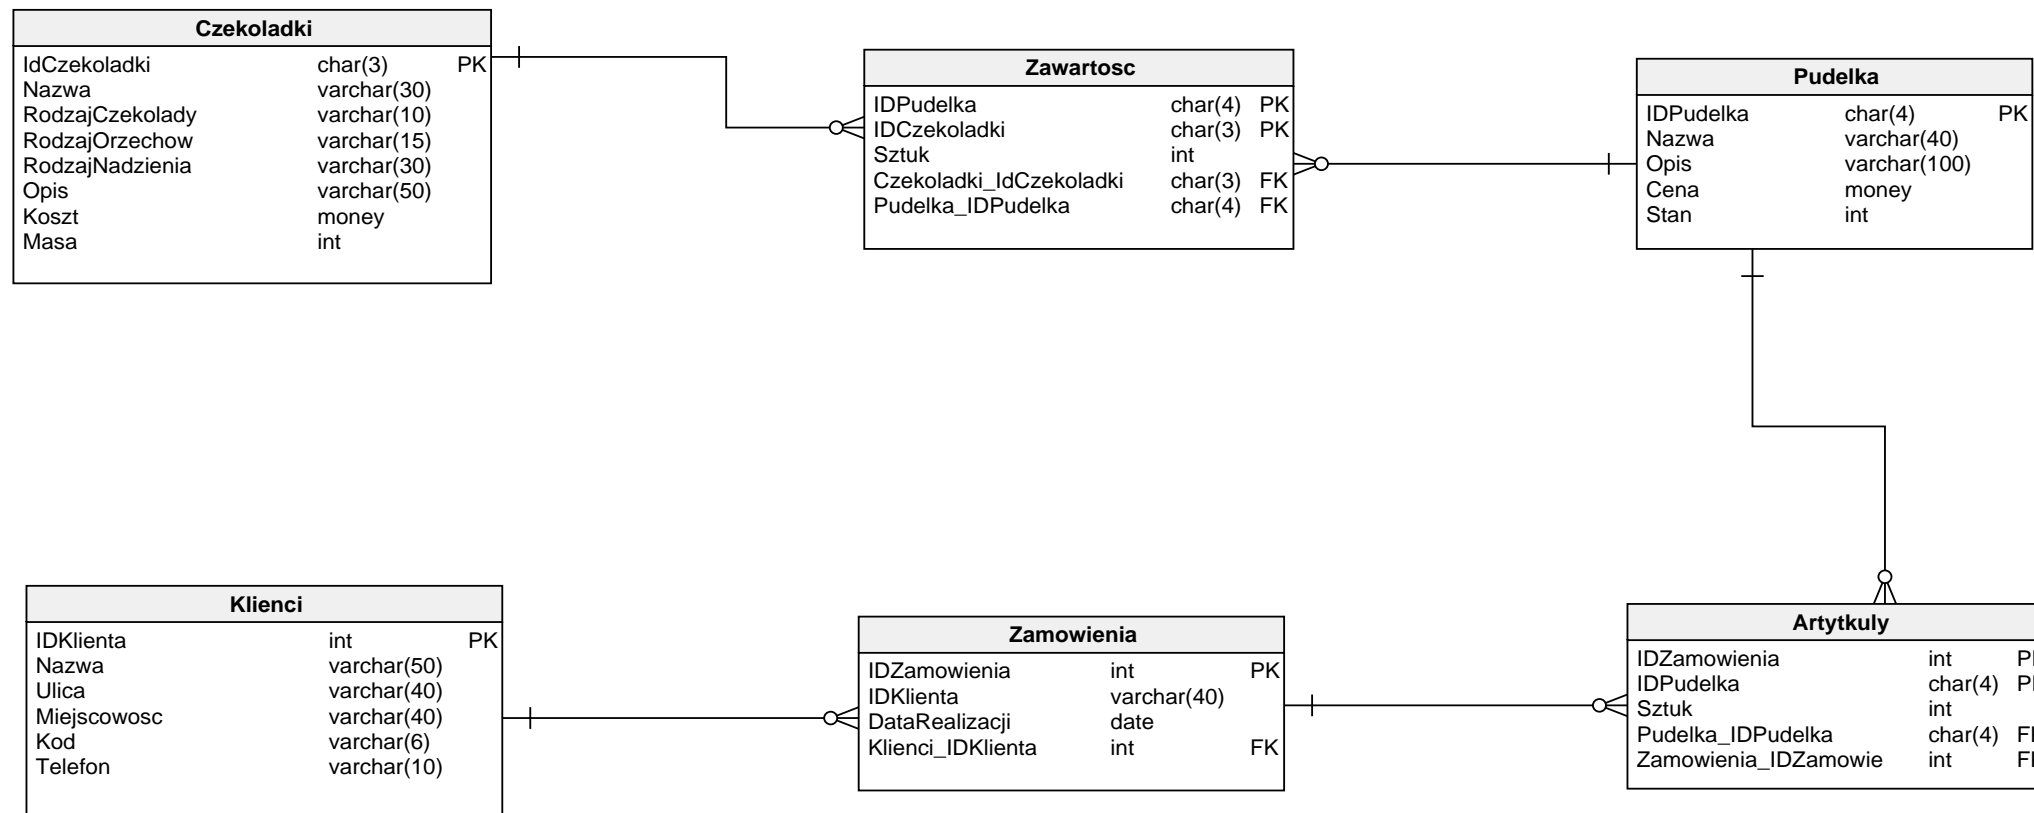 Czekoladki
IdCzekoladki char(3) PK
Nazwa varchar(30)
RodzajCzekolady varchar(10)
RodzajOrzechow varchar(15)
RodzajNadzienia varchar(30)
Opis varchar(50)
Koszt money
Masa int
Zawartosc
IDPudelka char(4) PK
IDCzekoladki char(3) PK
Sztuk int
Czekoladki_IdCzekoladki char(3) FK
Pudelka_IDPudelka char(4) FK
Pudelka
IDPudelka char(4) PK
Nazwa varchar(40)
Opis varchar(100)
Cena money
Stan int
Klienci
IDKlienta int PK
Nazwa varchar(50)
Ulica varchar(40)
Miejscowosc varchar(40)
Kod varchar(6)
Telefon varchar(10)
Zamowienia
IDZamowienia int PK
IDKlienta varchar(40)
DataRealizacji date
Klienci_IDKlienta int FK
Artytkuly
IDZamowienia int
IDPudelka char(4)
Sztuk int
Pudelka_IDPudelka char(4)
Zamowienia_IDZamowie int